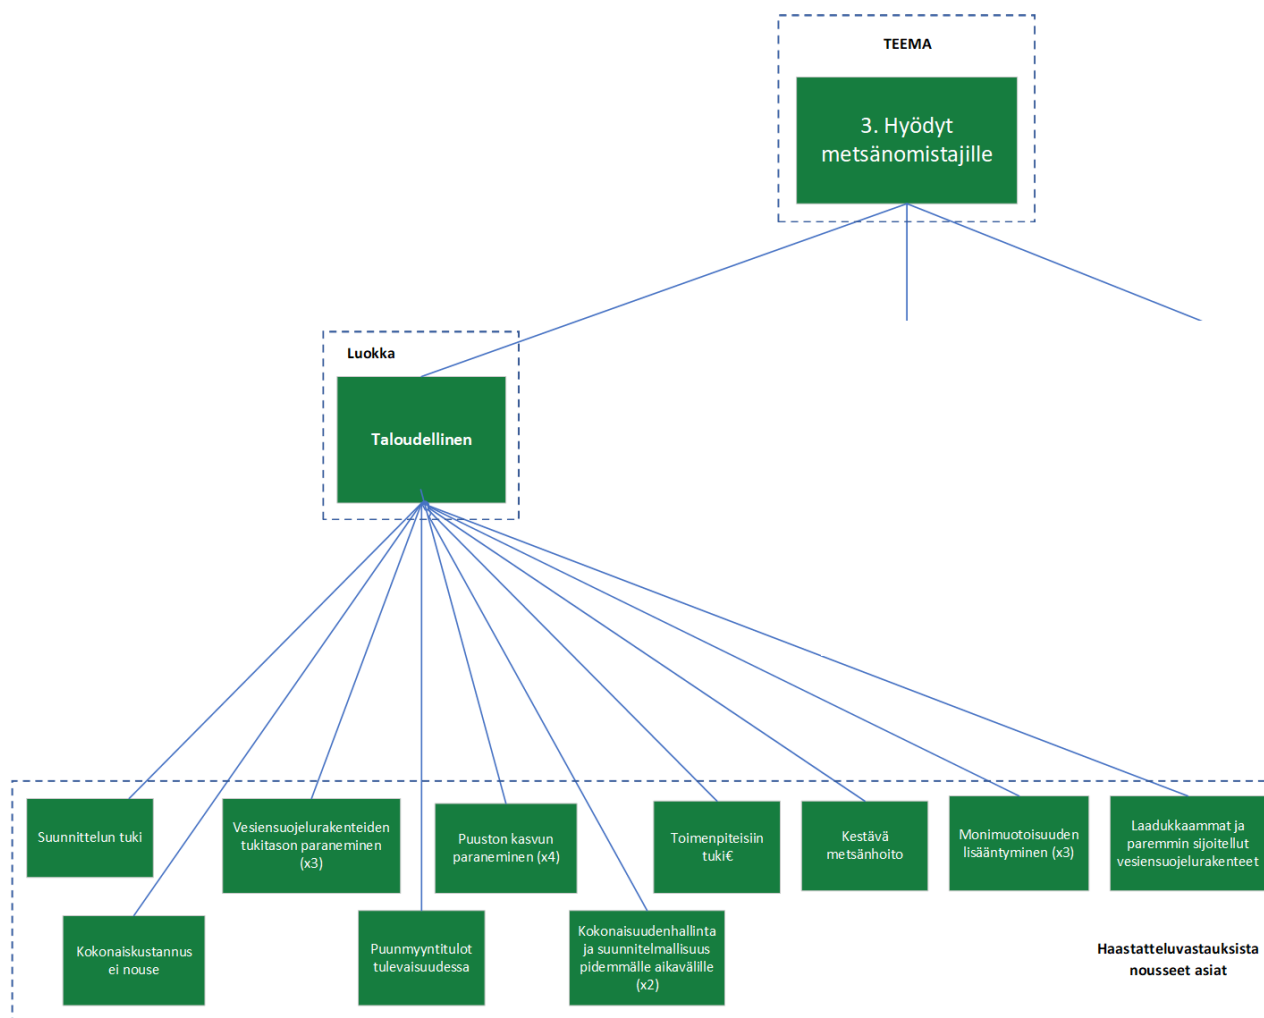 TEEMA
3. Hyödyt
metsänomistajille
Luokka
Taloudellinen
Suunnittelun tuki
Vesiensuojelurakenteiden
tukitason paraneminen
(x3)
Puuston kasvun
paraneminen (x4)
Toimenpiteisiin
tuki€
Kestävä
metsänhoito
Monimuotoisuuden
lisääntyminen (x3)
Laadukkaammat ja
paremmin sijoitellut
vesiensuojelurakenteet
Kokonaiskustannus
ei nouse
Puunmyyntitulot
tulevaisuudessa
Kokonaisuudenhallinta
ja suunnitelmallisuus
pidemmälle aikavälille
(x2)
Haastatteluvastauksista
nousseet asiat